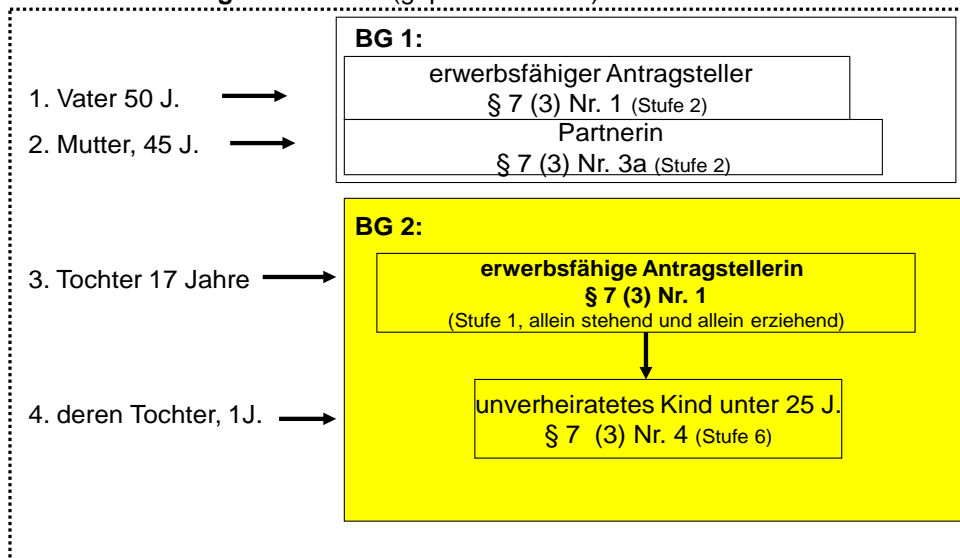 BG 1:
erwerbsfähiger Antragsteller
§ 7 (3) Nr. 1 (Stufe 2)
1. Vater 50 J.
Partnerin
§ 7 (3) Nr. 3a (Stufe 2)
2. Mutter, 45 J.
BG 2:
erwerbsfähige Antragstellerin
§ 7 (3) Nr. 1
(Stufe 1, allein stehend und allein erziehend)
3. Tochter 17 Jahre
unverheiratetes Kind unter 25 J.
§ 7 (3) Nr. 4 (Stufe 6)
4. deren Tochter, 1J.